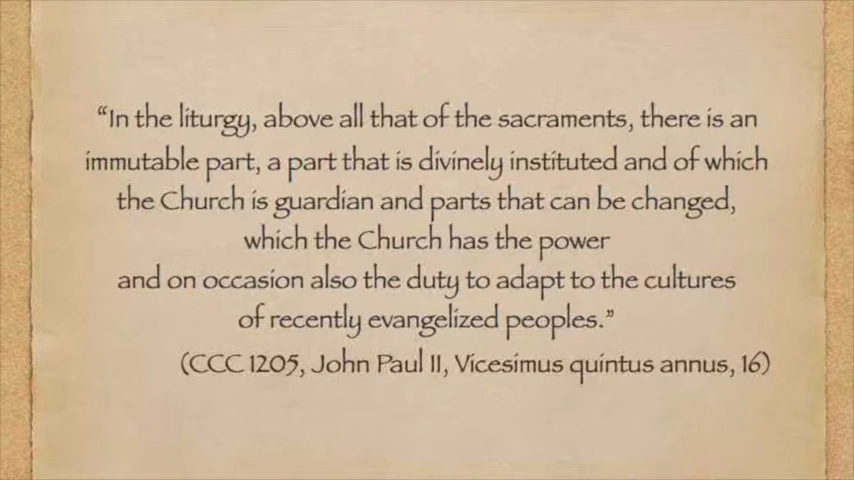 “In the liturgy, above all that of the sacraments, there is an
immutable part, a part that is divinely instituted and of which
the Church is guardian and parts that can be changed,
which the Church has the power
and on occasion also the duty to adapt to the cultures
of recently evangelized peoples.”
(CCC 1205, John Paul II, Vicesimus quintus annus, 16)